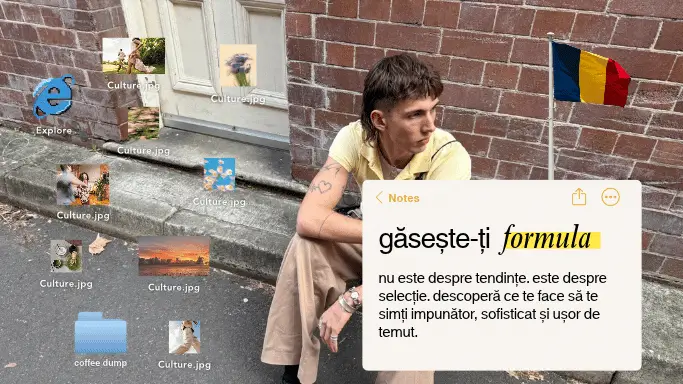 Culture.jpg
Culture.jpg
Explore
Culture.jpg
Culture.jpg
Culture.jpg
Culture.jpg
Culture.jpg
coffee dump
Culture.jpg
Notes
găsește-ți formula
nu este despre tendințe. este despre
selecție. descoperă ce te face să te
simți impunător, sofisticat și ușor de
temut.